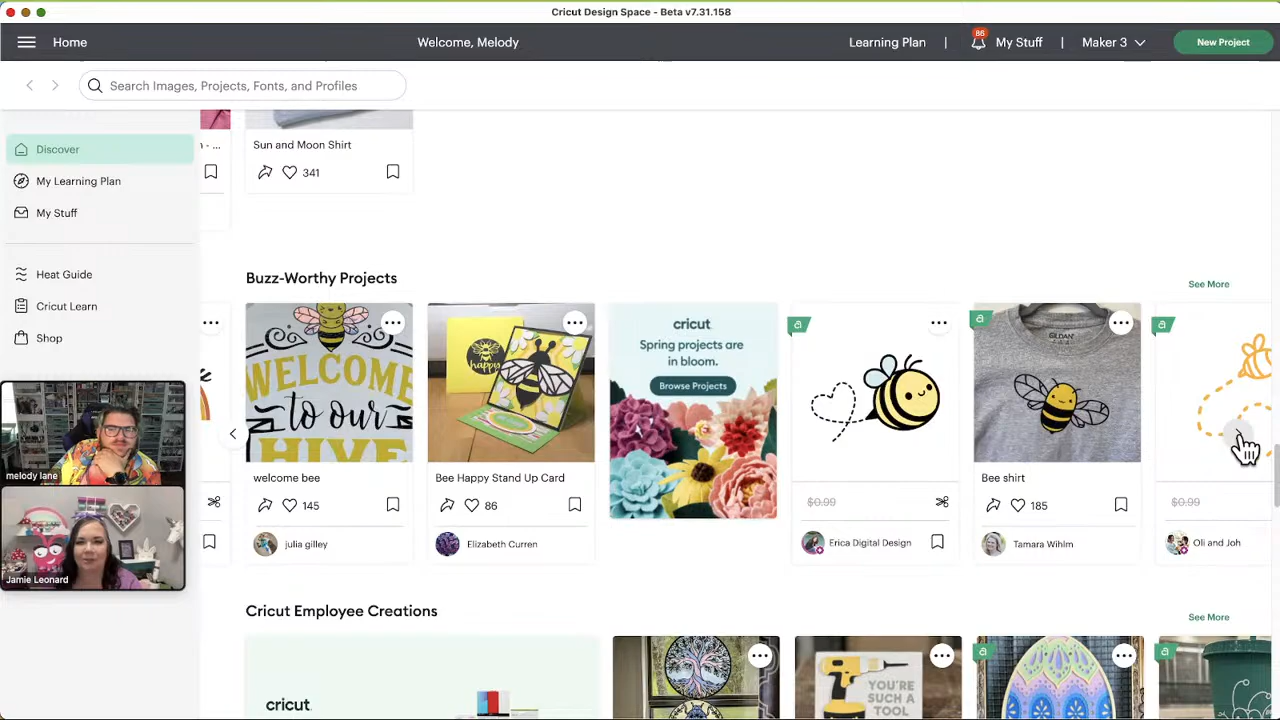 Cricut Design Space - Beta v7.31.158
Home
Welcome, Melody
Learning Plan | 86 My Stuff | Maker 3
New Project
Search Images, Projects, Fonts, and Profiles
Discover
My Learning Plan
My Stuff
Heat Guide
Cricut Learn
Shop
melody lane
Jamie Leonard
- ...
Sun and Moon Shirt
341
Buzz-Worthy Projects
See More
WELCOME
to our
HIVE
welcome bee
145
julia gilley
happy
Bee Happy Stand Up Card
86
Elizabeth Curren
cricut
Spring projects are
in bloom.
Browse Projects
a
$0.99
Erica Digital Design
a
GILDAN
Bee shirt
185
Tamara Wihlm
a
$0.99
Oli and Joh
Cricut Employee Creations
See More
cricut
YOU'RE
SUCH A
TOOL
a
a